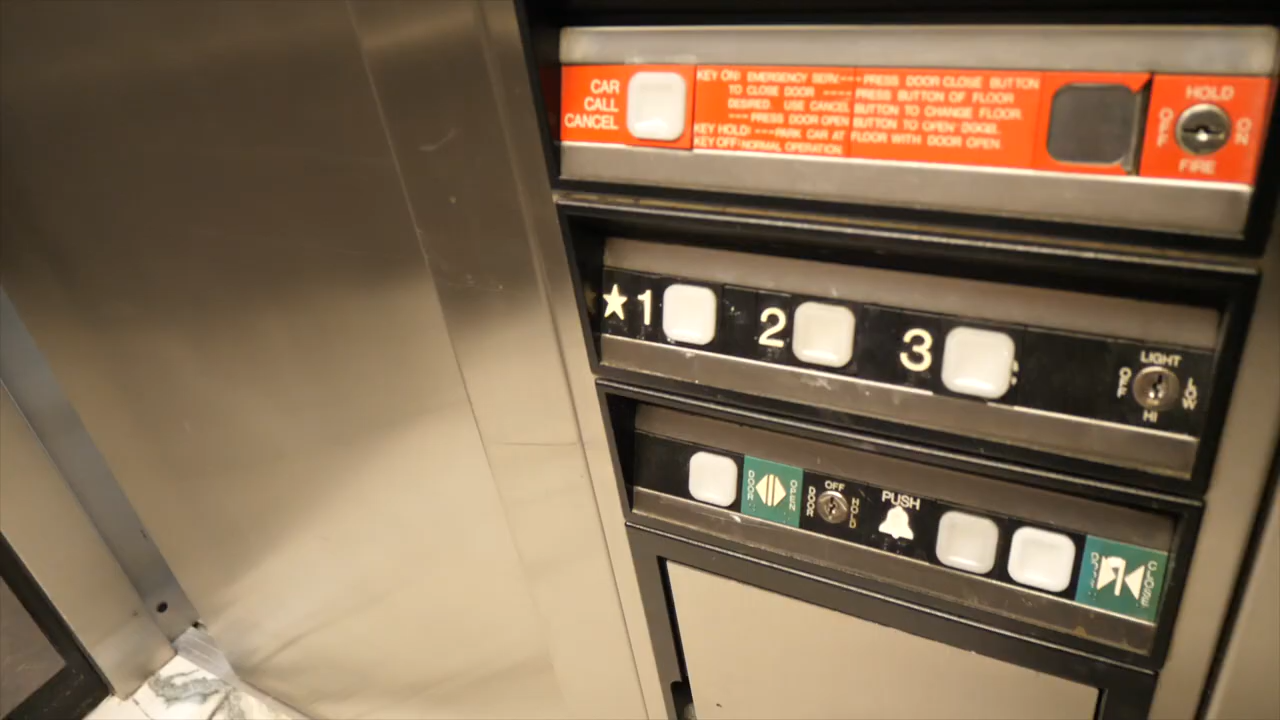 CAR
CALL
CANCEL
KEY ON: EMERGENCY SERV.--- PRESS DOOR CLOSE BUTTON
TO CLOSE DOOR ---- PRESS BUTTON OF FLOOR
DESIRED. USE CANCEL BUTTON TO CHANGE FLOOR.
---PRESS DOOR OPEN BUTTON TO OPEN DOOR.
KEY HOLD: ---PARK CAR AT FLOOR WITH DOOR OPEN.
KEY OFF: NORMAL OPERATION.
HOLD
OFF
ON
FIRE
★1
2
3
LIGHT
OFF
LOW
HI
DOOR
OPEN
OFF
DOOR
HOLD
PUSH
CLOSE